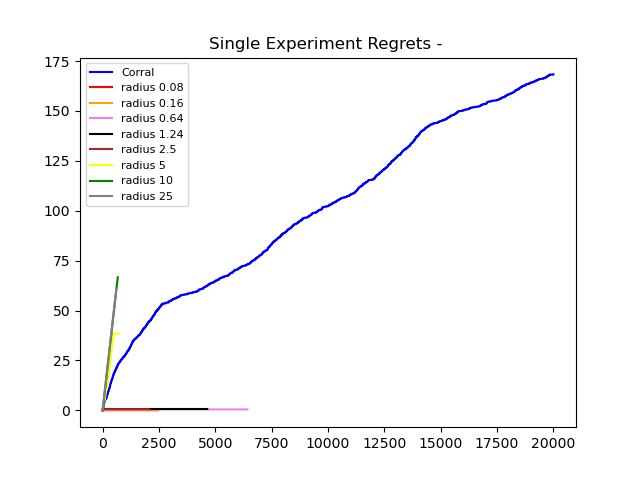 Single Experiment Regrets -
175
150
125
100
75
50
25
0
Corral
radius 0.08
radius 0.16
radius 0.64
radius 1.24
radius 2.5
radius 5
radius 10
radius 25
0 2500 5000 7500 10000 12500 15000 17500 20000